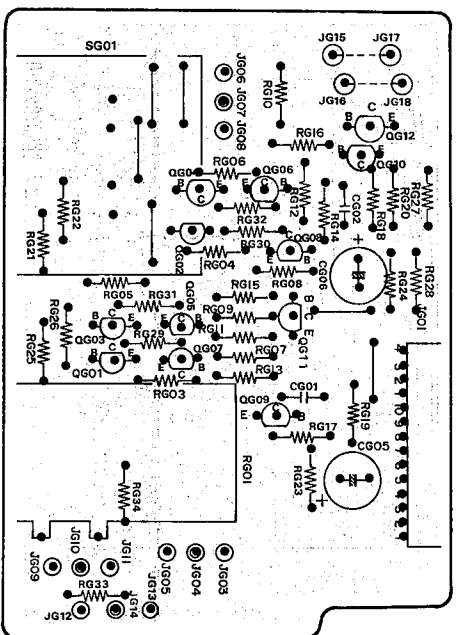 SG01
JG15 JG17
JG06
JG07
JG08
RG10
JG16 JG18
C
B E
QG12
RG16
C
B E
QG10
RG06
QG04
B E
C
QG06
B E
C
RG12
RG14
CG02
RG18
RG20
RG27
RG22
RG21
RG32
QG02
RG30
RG04
QG08
C
E B
CG06
+
RG24
RG28
JG01
RG05
RG31
QG05
RG15
RG08
RG26
RG25
QG03
C
B E
RG29
C
E B
RG09
RG11
B
C
E
QG11
QG01
C
B E
QG07
C
E B
RG07
RG13
RG03
CG01
QG09
C
E B
RG17
RG19
CG05
RG23
+
RG01
RG34
JG09
JG10
JG11
JG05
JG04
JG03
RG33
JG12
JG14
JG13